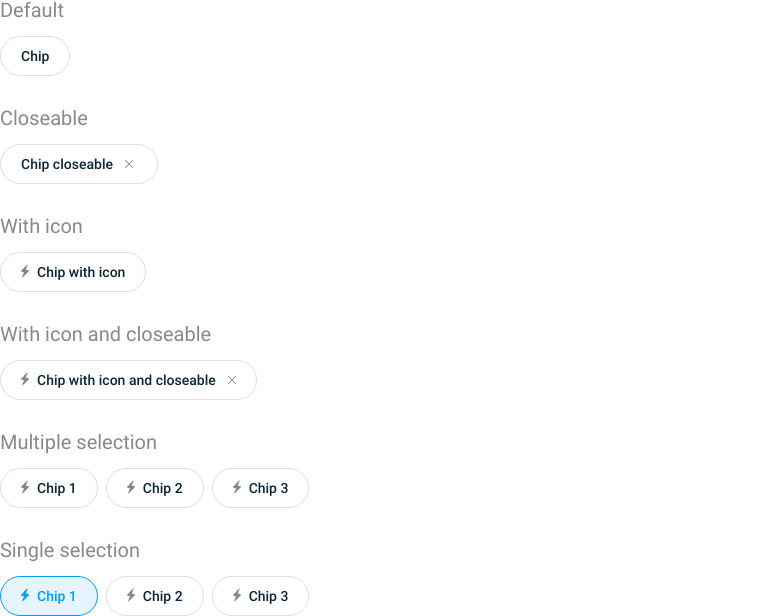 Default
Chip
Closeable
Chip closeable
With icon
Chip with icon
With icon and closeable
Chip with icon and closeable
Multiple selection
Chip 1 Chip 2 Chip 3
Single selection
Chip 1 Chip 2 Chip 3